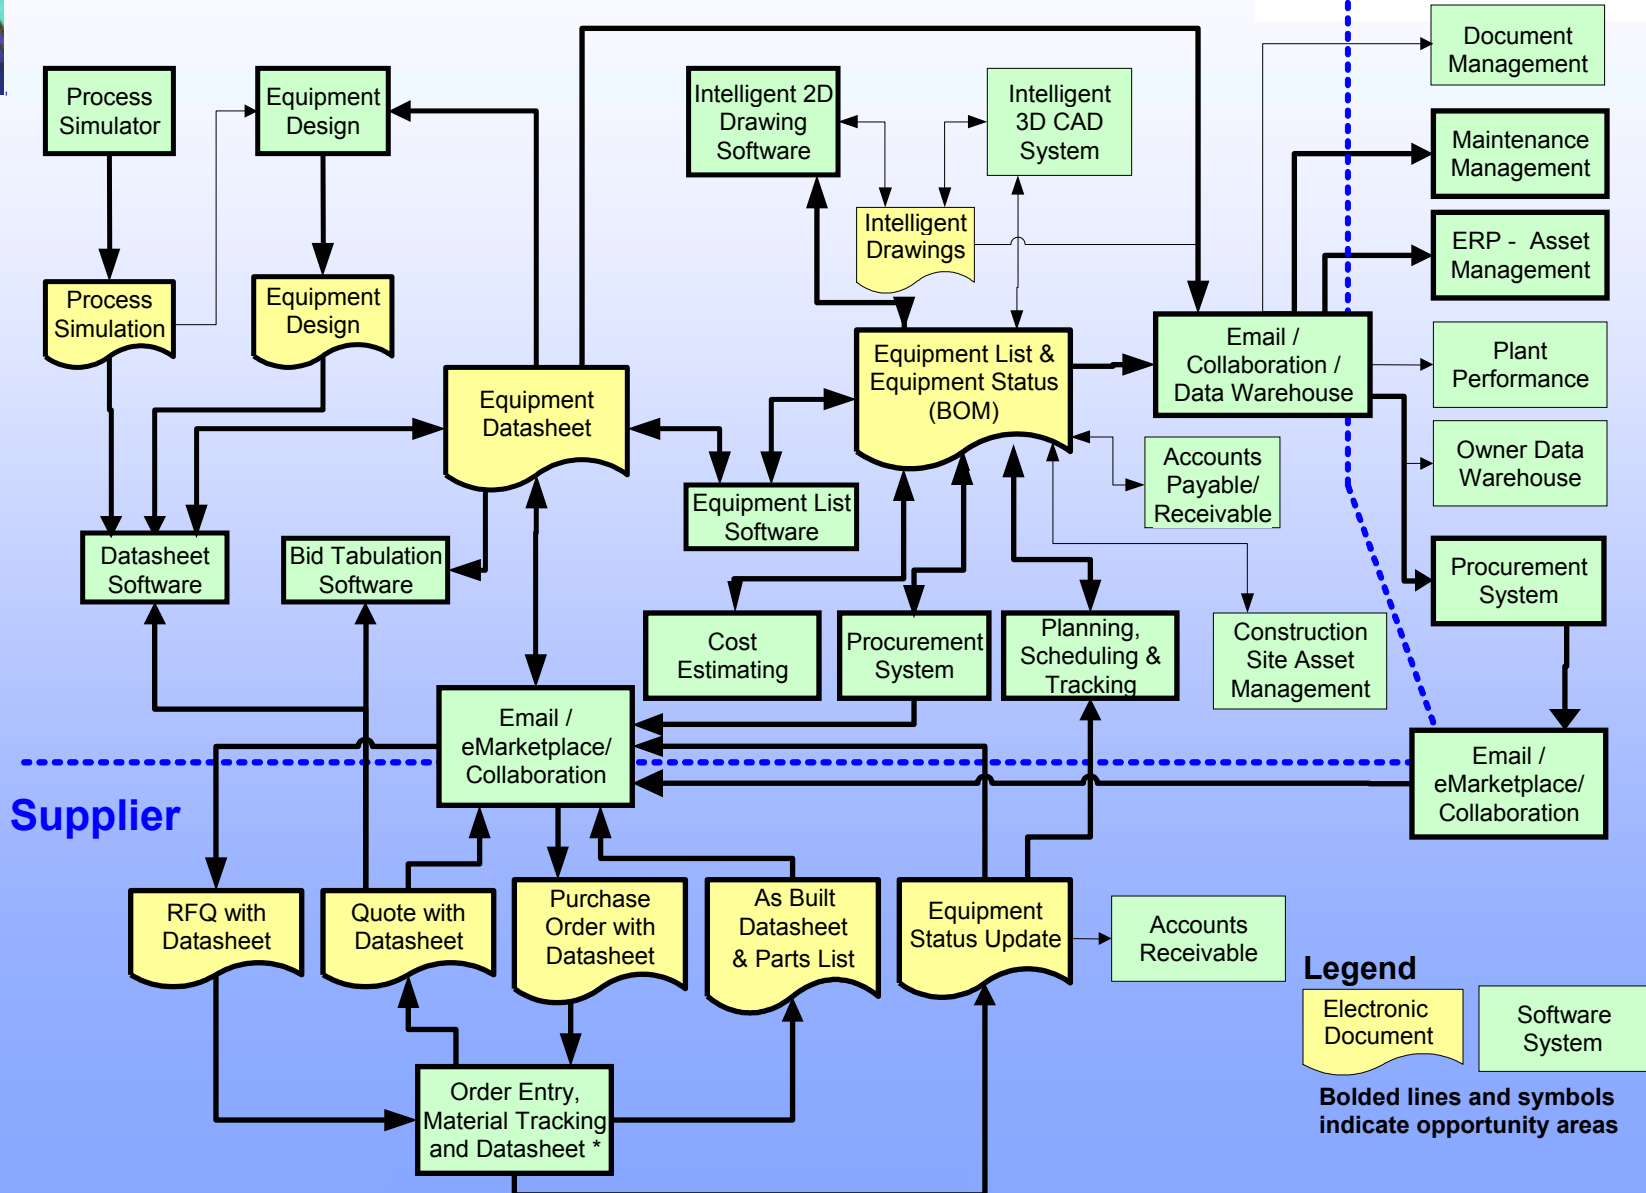 Process
Simulator
Equipment
Design
Intelligent 2D
Drawing
Software
Intelligent
3D CAD
System
Document
Management
Maintenance
Management
ERP - Asset
Management
Intelligent
Drawings
Process
Simulation
Equipment
Design
Equipment
Datasheet
Equipment List &
Equipment Status
(BOM)
Email /
Collaboration /
Data Warehouse
Plant
Performance
Owner Data
Warehouse
Accounts
Payable/
Receivable
Equipment List
Software
Datasheet
Software
Bid Tabulation
Software
Procurement
System
Cost
Estimating
Procurement
System
Planning,
Scheduling &
Tracking
Construction
Site Asset
Management
Email /
eMarketplace/
Collaboration
Email /
eMarketplace/
Collaboration
Supplier
RFQ with
Datasheet
Quote with
Datasheet
Purchase
Order with
Datasheet
As Built
Datasheet
& Parts List
Equipment
Status Update
Accounts
Receivable
Order Entry,
Material Tracking
and Datasheet *
Legend
Electronic
Document
Software
System
Bolded lines and symbols
indicate opportunity areas